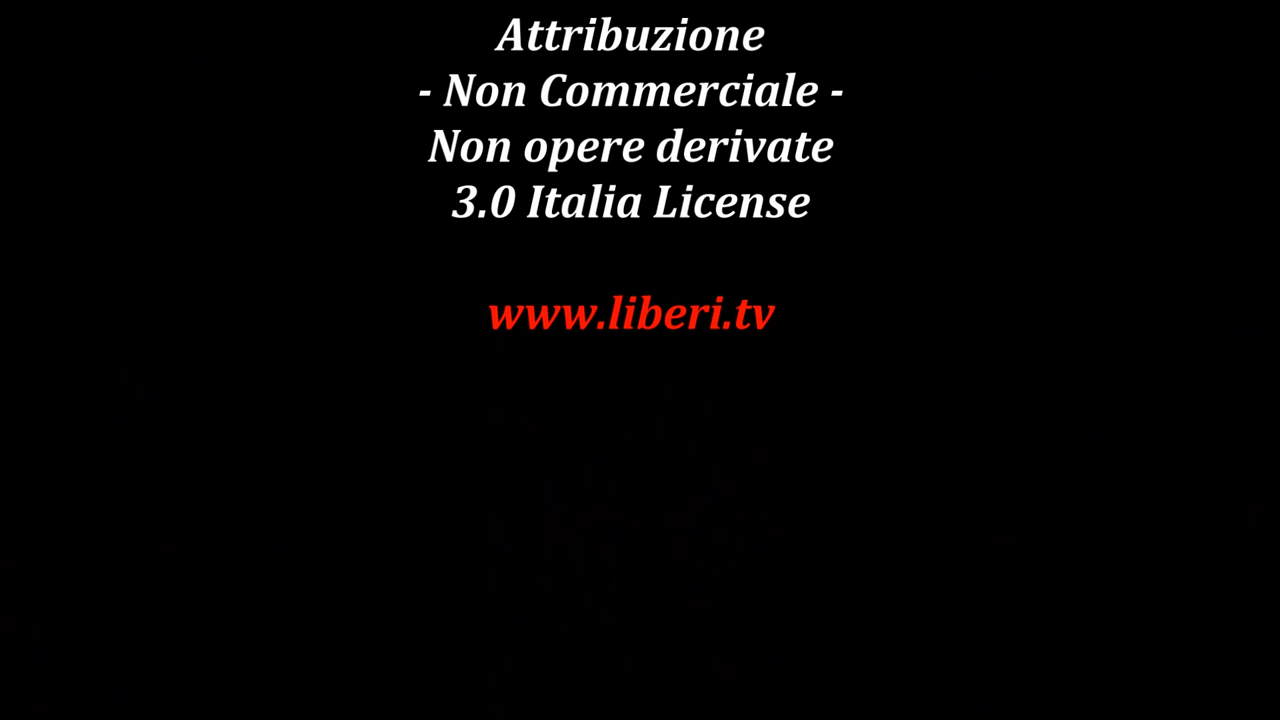 Attribuzione
- Non Commerciale -
Non opere derivate
3.0 Italia License
www.liberi.tv